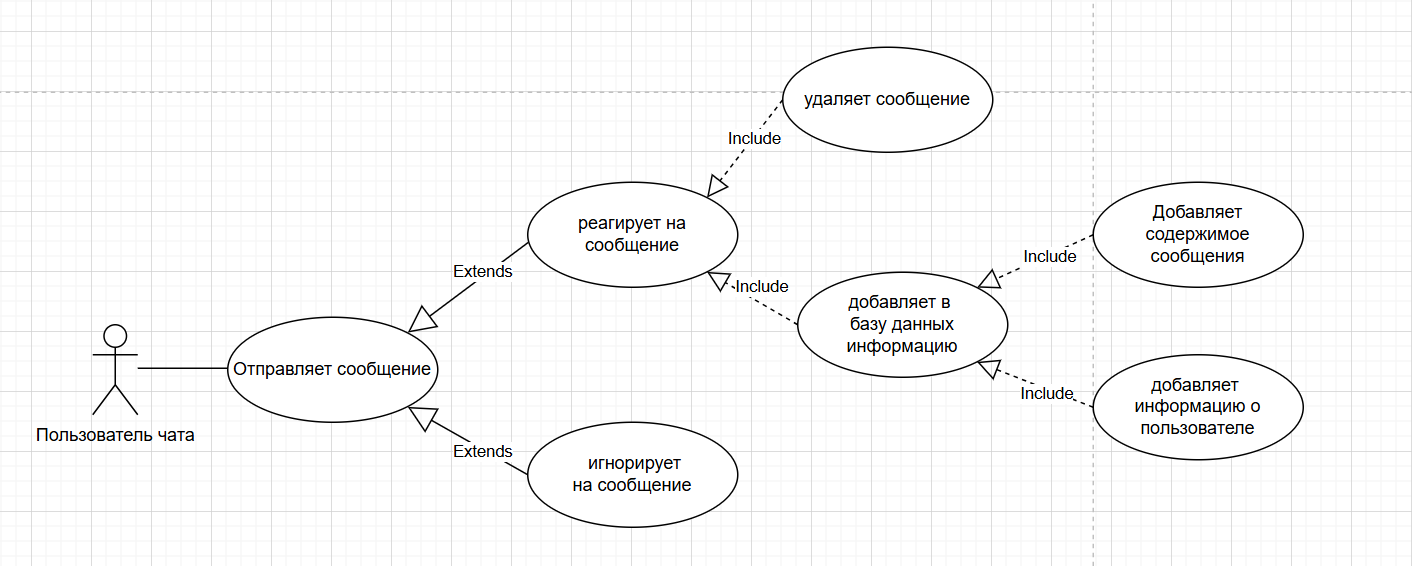 удаляет сообщение
Include
реагирует на
сообщение
Добавляет
содержимое
сообщения
Include
Extends
Include
добавляет в
базу данных
информацию
Отправляет сообщение
Пользователь чата
Include
добавляет
информацию о
пользователе
Extends
игнорирует
на сообщение